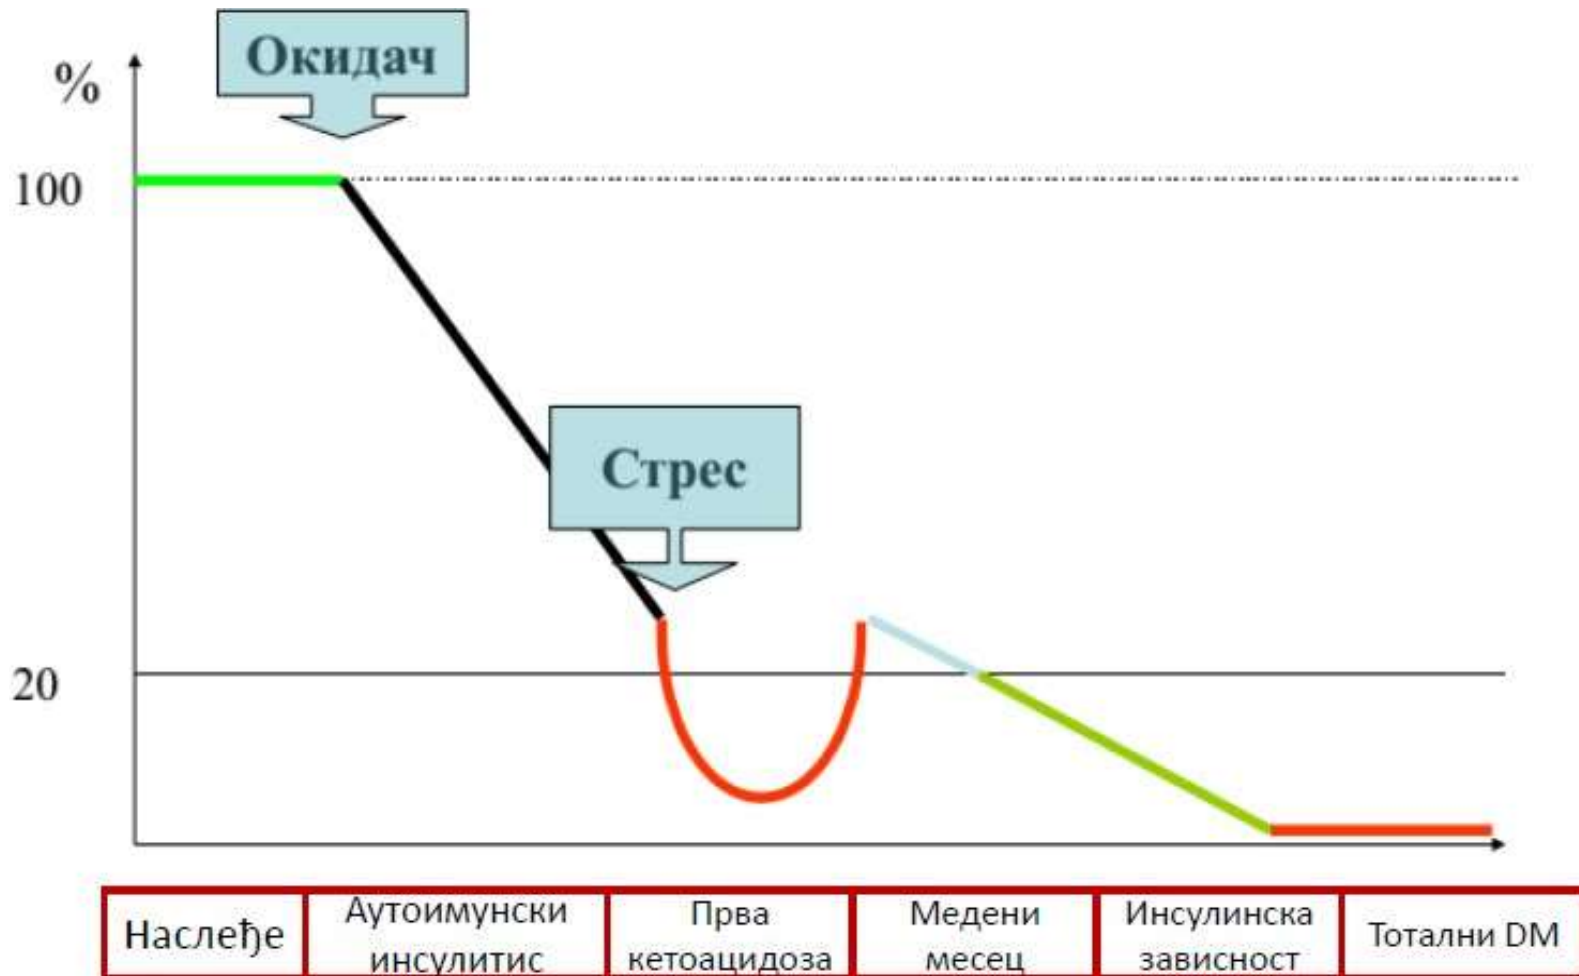 Окидач
%
100
Стрес
20
Наслеђе
Аутоимунски
инсулитис
Прва
кетоацидоза
Медени
месец
Инсулинска
зависност
Тотални DM